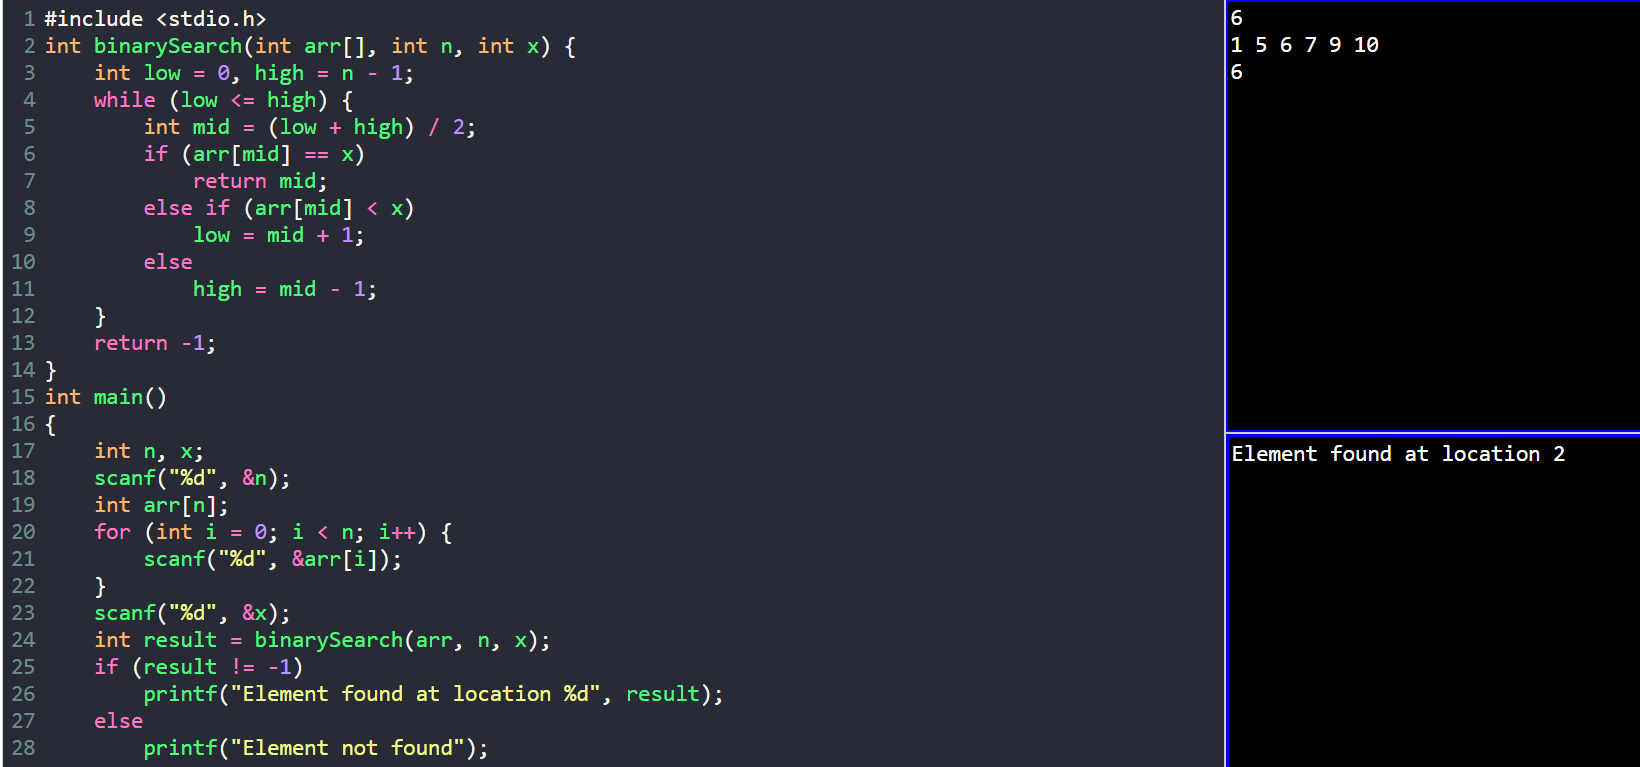 1 #include <stdio.h>
2 int binarySearch(int arr[], int n, int x) {
3     int low = 0, high = n - 1;
4     while (low <= high) {
5         int mid = (low + high) / 2;
6         if (arr[mid] == x)
7             return mid;
8         else if (arr[mid] < x)
9             low = mid + 1;
10         else
11             high = mid - 1;
12     }
13     return -1;
14 }
15 int main()
16 {
17     int n, x;
18     scanf("%d", &n);
19     int arr[n];
20     for (int i = 0; i < n; i++) {
21         scanf("%d", &arr[i]);
22     }
23     scanf("%d", &x);
24     int result = binarySearch(arr, n, x);
25     if (result != -1)
26         printf("Element found at location %d", result);
27     else
28         printf("Element not found");
6
1 5 6 7 9 10
6
Element found at location 2